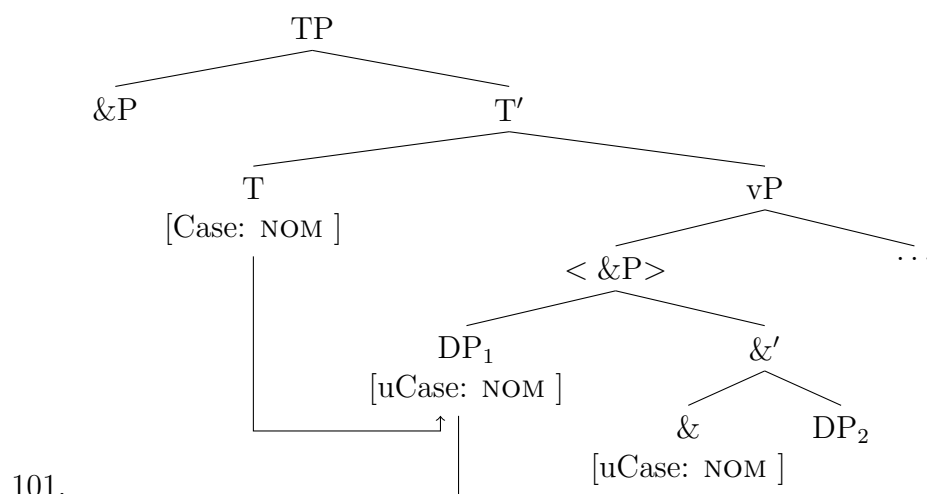 TP
&P T′
T vP
[Case: NOM ]
< &P> ...
DP₁ &′
[uCase: NOM ]
& DP₂
[uCase: NOM ]
101.